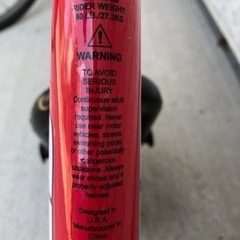 RIDER WEIGHT:
60 LB./27.2KG
WARNING
TO AVOID
SERIOUS
INJURY
Continuous adult
supervision
required. Never
use near motor
vehicles, streets,
swimming pools,
or other potentially
dangerous
situations. Always
wear shoes and a
properly adjusted
helmet.
Designed in
U.S.A.
Manufactured in
China